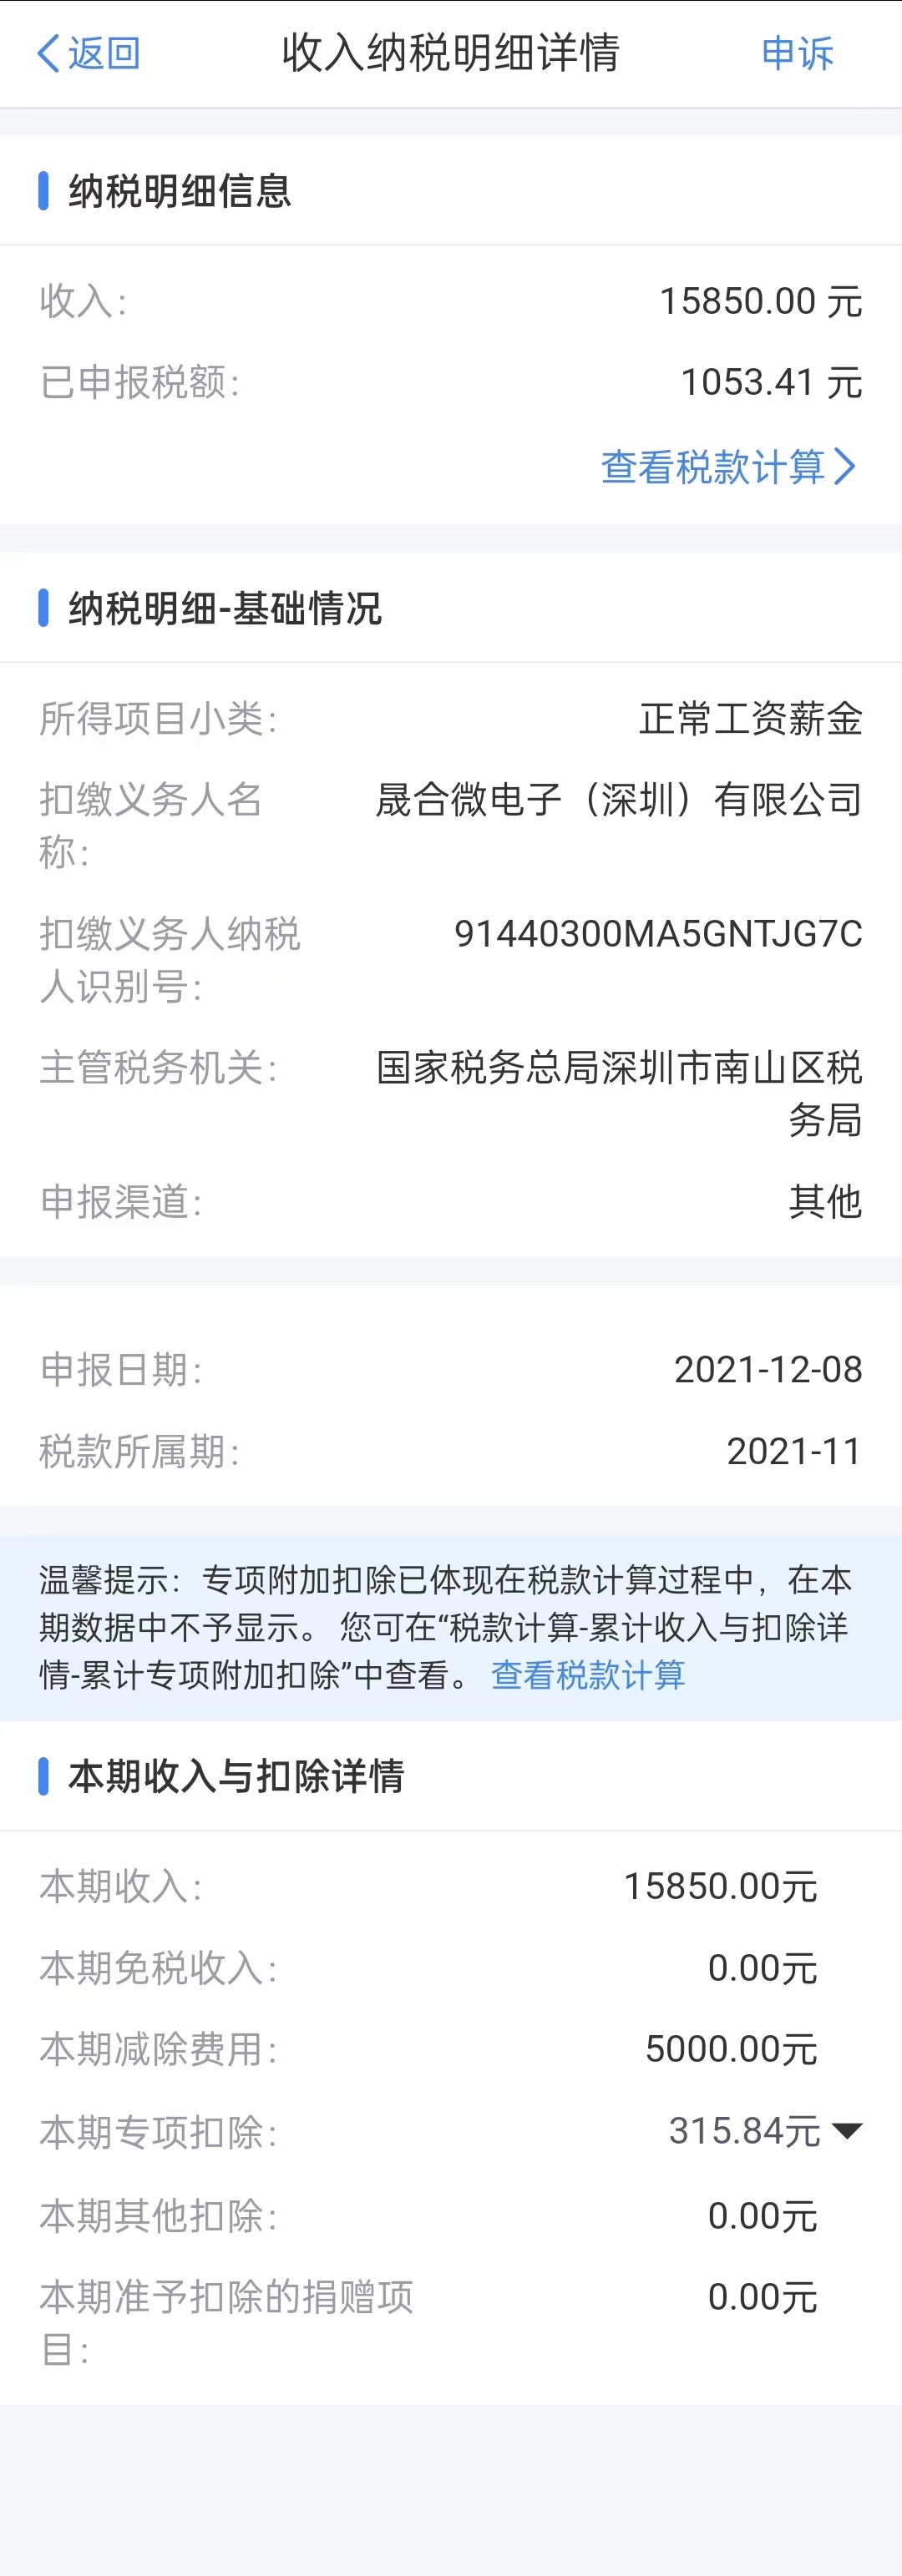 返回
收入纳税明细详情
申诉
纳税明细信息
收入：
15850.00 元
已申报税额：
1053.41 元
查看税款计算
纳税明细-基础情况
所得项目小类：
正常工资薪金
扣缴义务人名
称：
晟合微电子（深圳）有限公司
扣缴义务人纳税
人识别号：
91440300MA5GNTJG7C
主管税务机关：
国家税务总局深圳市南山区税
务局
申报渠道：
其他
申报日期：
2021-12-08
税款所属期：
2021-11
温馨提示：专项附加扣除已体现在税款计算过程中，在本
期数据中不予显示。 您可在“税款计算-累计收入与扣除详
情-累计专项附加扣除”中查看。 查看税款计算
本期收入与扣除详情
本期收入：
15850.00元
本期免税收入：
0.00元
本期减除费用：
5000.00元
本期专项扣除：
315.84元
本期其他扣除：
0.00元
本期准予扣除的捐赠项
目：
0.00元